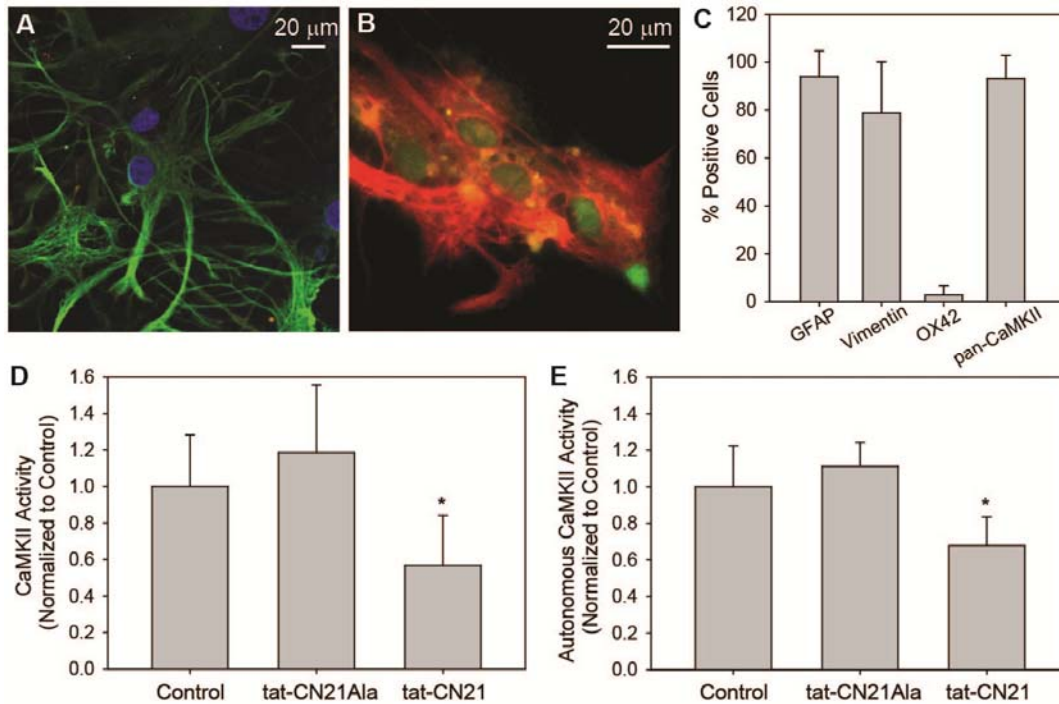 A
20 μm
B
20 μm
C
% Positive Cells
120
100
80
60
40
20
0
GFAP
Vimentin
OX42
pan-CaMKII
D
CaMKII Activity
(Normalized to Control)
1.6
1.4
1.2
1.0
0.8
0.6
0.4
0.2
0.0
*
Control
tat-CN21Ala
tat-CN21
E
Autonomous CaMKII Activity
(Normalized to Control)
1.6
1.4
1.2
1.0
0.8
0.6
0.4
0.2
0.0
*
Control
tat-CN21Ala
tat-CN21